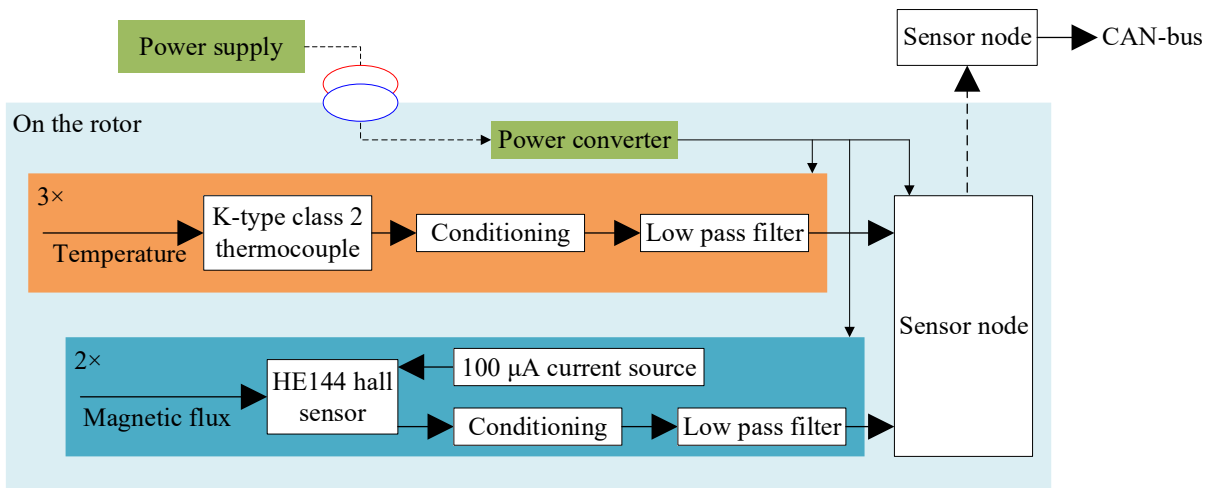 Power supply
Sensor node
CAN-bus
On the rotor
Power converter
3×
Temperature
K-type class 2
thermocouple
Conditioning
Low pass filter
Sensor node
2×
Magnetic flux
HE144 hall
sensor
100 μA current source
Conditioning
Low pass filter